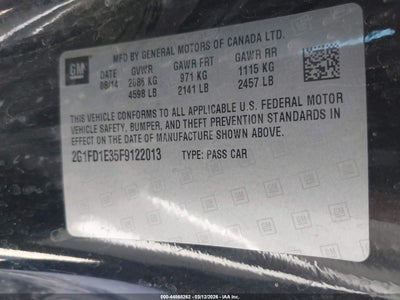 GM
MFD BY GENERAL MOTORS OF CANADA LTD.
DATE GVWR GAWR FRT GAWR RR
08/14 2086 KG 971 KG 1115 KG
4598 LB 2141 LB 2457 LB
THIS VEHICLE CONFORMS TO ALL APPLICABLE U.S. FEDERAL MOTOR
VEHICLE SAFETY, BUMPER, AND THEFT PREVENTION STANDARDS
IN EFFECT ON THE DATE OF MANUFACTURE SHOWN ABOVE.
2G1FD1E35F9122013 TYPE: PASS CAR
000-44988262 - 03/12/2026 - IAA, Inc.